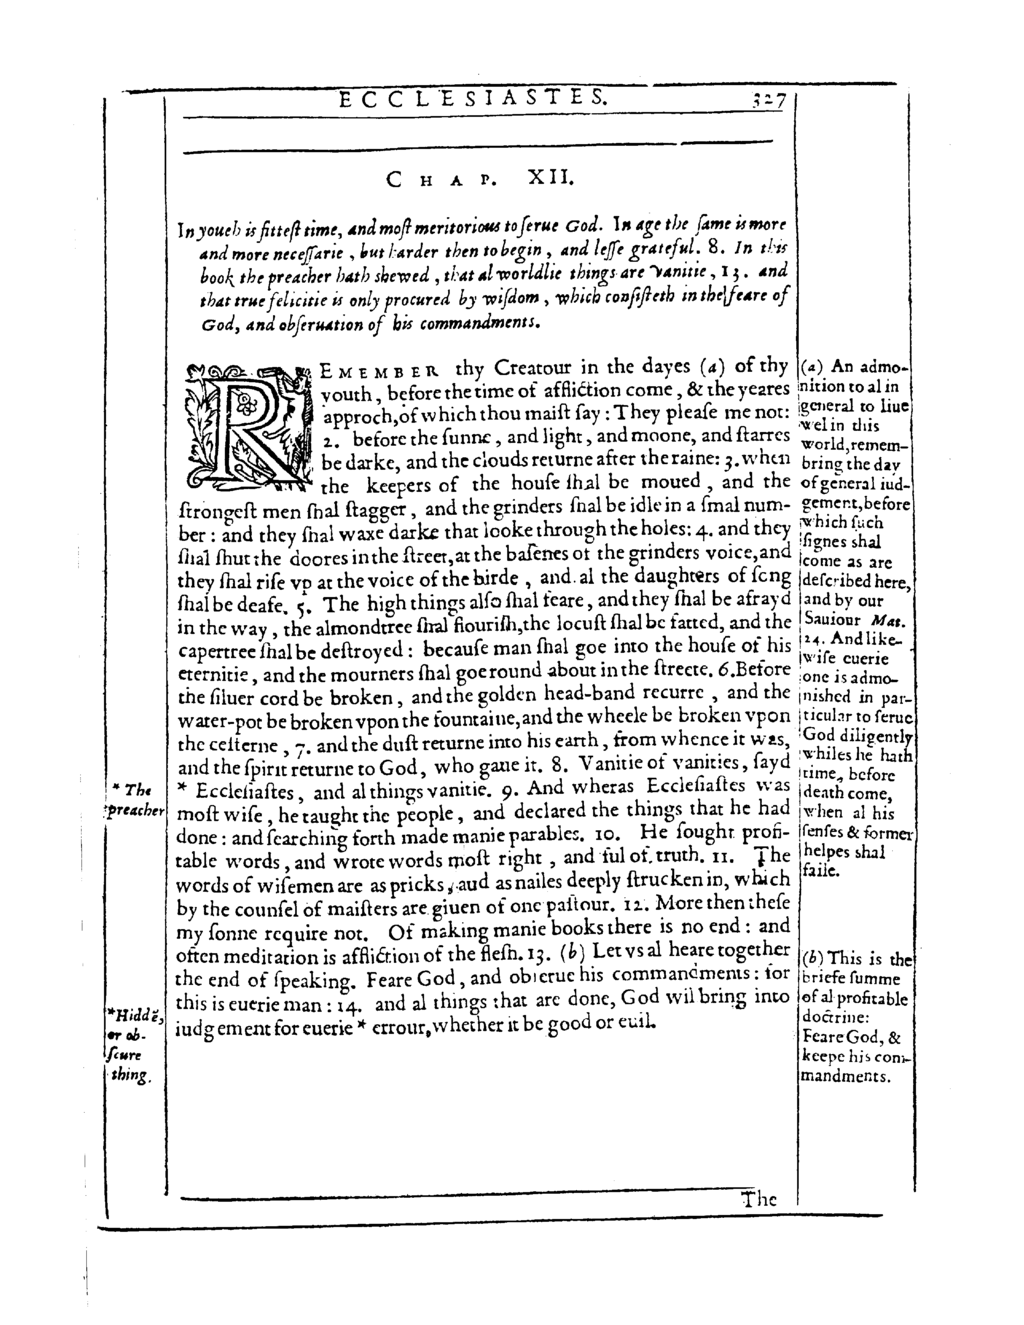 ECCLESIASTES. 327
CHAP. XII.
In youth is fittest time, and most meritorious to serue God. In age the same is more
and more necessarie, but harder then to begin, and lesse grateful. 8. In this
book the preacher hath shewed, that al worldlie things are vanitie, 13. and
that true felicitie is only procured by wisdom, which consisteth in the feare of
God, and obseruation of his commandments.
REMEMBER thy Creatour in the dayes (a) of thy
youth, before the time of affliction come, & the yeares
approch, of which thou maist say: They please me not:
2. before the sunne, and light, and moone, and starres
be darke, and the clouds returne after the raine: 3. when
the keepers of the house shal be moued, and the
strongest men shal stagger, and the grinders shal be idle in a smal num-
ber: and they shal waxe darke that looke through the holes: 4. and they
shal shut the doores in the street, at the basenes of the grinders voice, and
they shal rise vp at the voice of the birde, and al the daughters of song
shal be deafe. 5. The high things also shal feare, and they shal be afrayd
in the way, the almondtree shal flourish, the locust shal be fatted, and the
capertree shal be destroyed: because man shal goe into the house of his
eternitie, and the mourners shal goe round about in the streete. 6. Before
the siluer cord be broken, and the golden head-band recurre, and the
water-pot be broken vpon the fountaine, and the wheele be broken vpon
the cesterne, 7. and the dust returne into his earth, from whence it was,
and the spirit returne to God, who gaue it. 8. Vanitie of vanities, sayd
* Ecclesiastes, and al things vanitie. 9. And wheras Ecclesiastes was
most wise, he taught the people, and declared the things that he had
done: and searching forth made manie parables. 10. He sought profi-
table words, and wrote words most right, and ful of truth. 11. The
words of wisemen are as pricks, aud as nailes deeply strucken in, which
by the counsel of maisters are giuen of one pastour. 12. More then these
my sonne require not. Of making manie books there is no end: and
often meditation is affliction of the flesh. 13. (b) Let vs al heare together
the end of speaking. Feare God, and obserue his commandments: for
this is euerie man: 14. and al things that are done, God wil bring into
iudgement for euerie * errour, whether it be good or euil.
* The
preacher
*Hiddē,
or ob-
scure
thing.
(a) An admo-
nition to al in
general to liue
wel in this
world, remem-
bring the day
of general iud-
gement, before
which such
signes shal
come as are
described here,
and by our
Sauiour Mat.
24. And like-
wise euerie
one is admo-
nished in par-
ticular to serue
God diligently
whiles he hath
time, before
death come,
when al his
senses & former
helpes shal
faile.
(b) This is the
briefe summe
of al profitable
doctrine:
Feare God, &
keepe his com-
mandments.
The